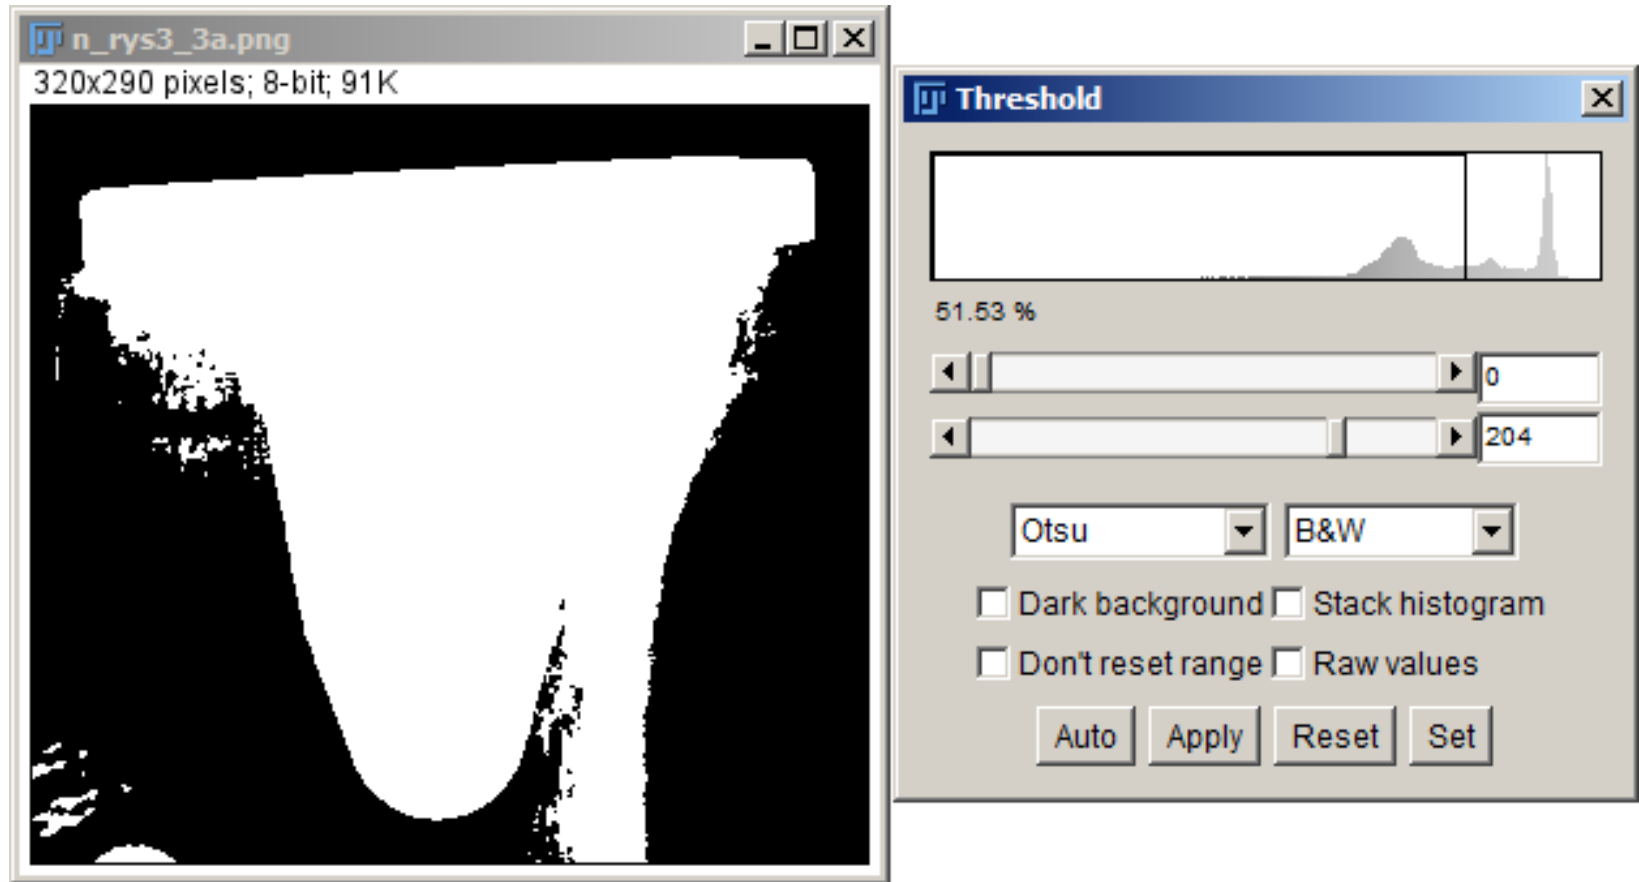 n_rys3_3a.png
320x290 pixels; 8-bit; 91K
Threshold
51.53 %
0
204
Otsu
B&W
Dark background
Stack histogram
Don't reset range
Raw values
Auto
Apply
Reset
Set